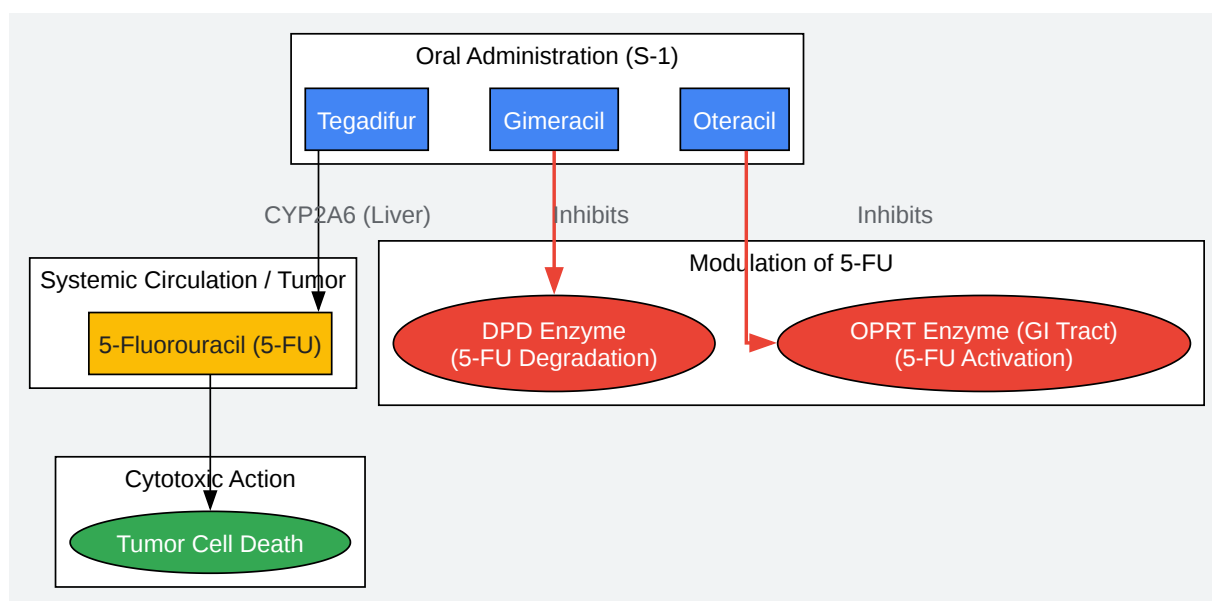 Oral Administration (S-1)
Tegadifur
Gimeracil
Oteracil
CYP2A6 (Liver)
Inhibits
Inhibits
Systemic Circulation / Tumor
5-Fluorouracil (5-FU)
Modulation of 5-FU
DPD Enzyme
(5-FU Degradation)
OPRT Enzyme (GI Tract)
(5-FU Activation)
Cytotoxic Action
Tumor Cell Death